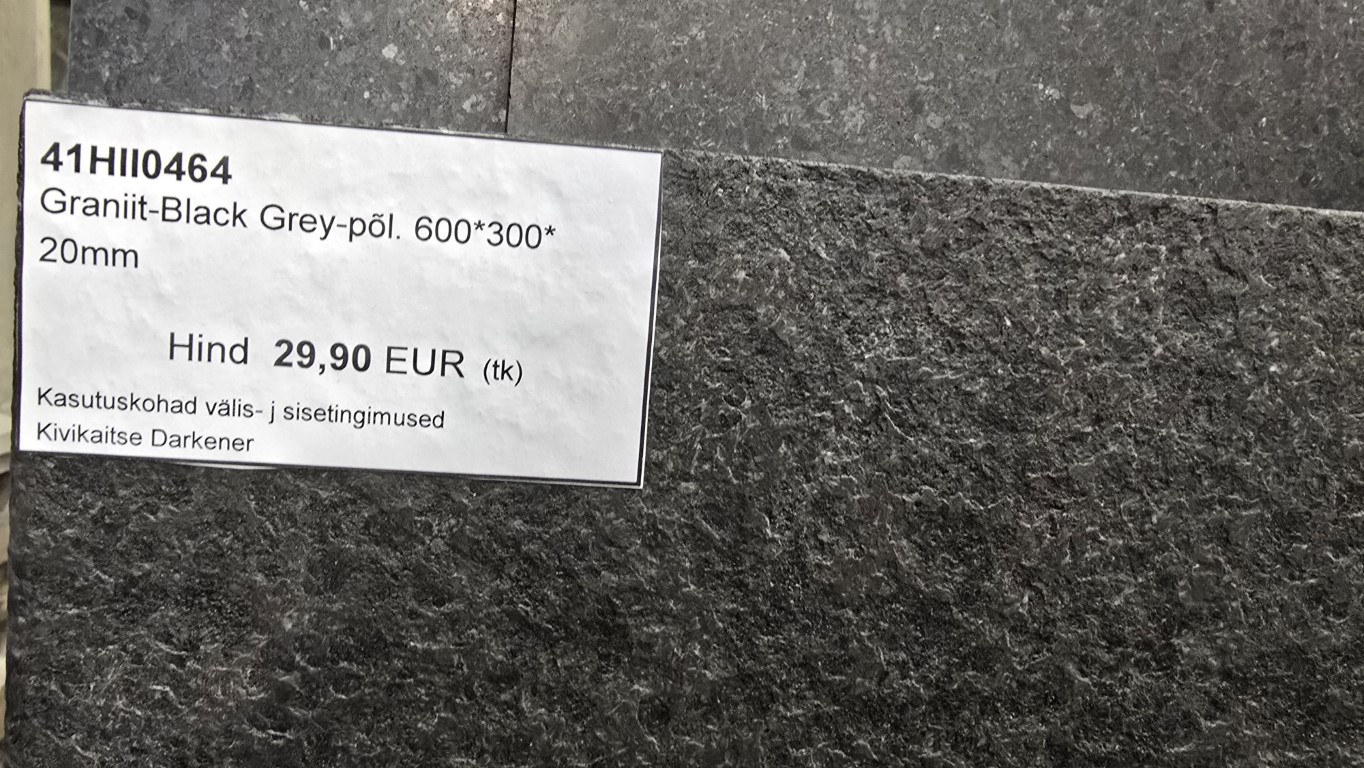 41HII0464
Graniit-Black Grey-põl. 600*300*
20mm
Hind 29,90 EUR (tk)
Kasutuskohad välis- j sisetingimused
Kivikaitse Darkener